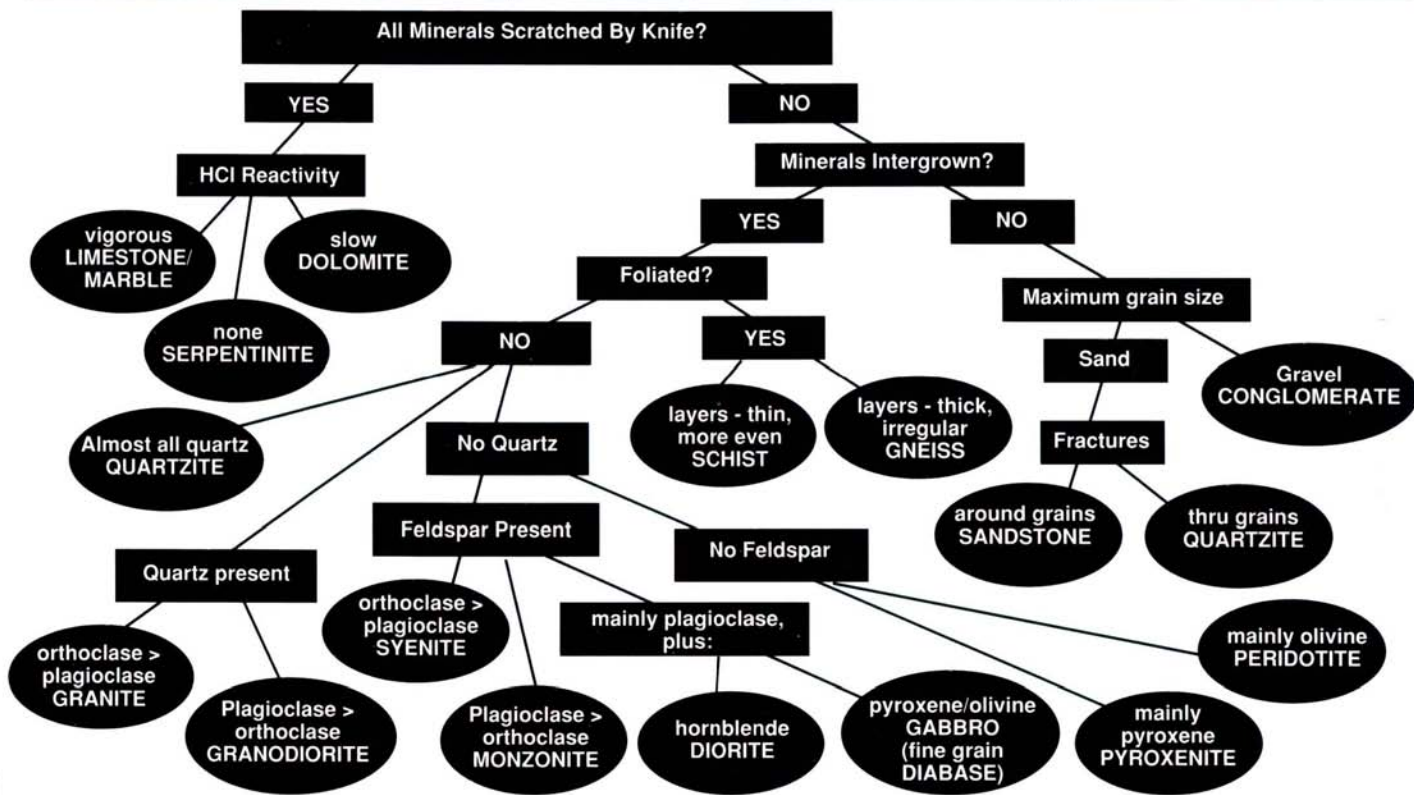 All Minerals Scratched By Knife?
YES
NO
HCl Reactivity
Minerals Intergrown?
vigorous
LIMESTONE/
MARBLE
slow
DOLOMITE
none
SERPENTINITE
YES
NO
Foliated?
Maximum grain size
NO
YES
Sand
Gravel
CONGLOMERATE
Almost all quartz
QUARTZITE
No Quartz
layers - thin,
more even
SCHIST
layers - thick,
irregular
GNEISS
Fractures
around grains
SANDSTONE
thru grains
QUARTZITE
Quartz present
Feldspar Present
No Feldspar
orthoclase >
plagioclase
GRANITE
Plagioclase >
orthoclase
GRANODIORITE
orthoclase >
plagioclase
SYENITE
Plagioclase >
orthoclase
MONZONITE
mainly plagioclase,
plus:
hornblende
DIORITE
pyroxene/olivine
GABBRO
(fine grain
DIABASE)
mainly
pyroxene
PYROXENITE
mainly olivine
PERIDOTITE